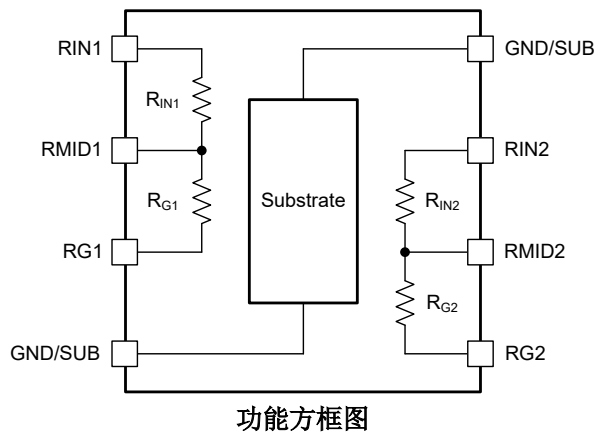 RIN1
GND/SUB
RIN1
RMID1
RIN2
RG1
Substrate
RIN2
RG1
RMID2
RG2
GND/SUB
RG2
功能方框图